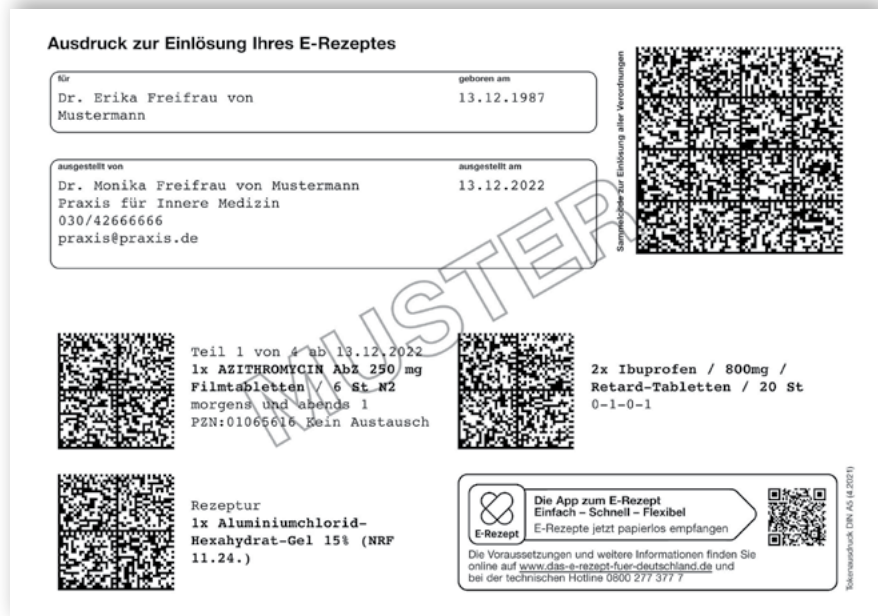 Ausdruck zur Einlösung Ihres E-Rezeptes
für
geboren am
Dr. Erika Freifrau von
Mustermann
13.12.1987
ausgestellt von
ausgestellt am
Dr. Monika Freifrau von Mustermann
13.12.2022
Praxis für Innere Medizin
030/42666666
praxis@praxis.de
Sammelcode zur Einlösung aller Verordnungen
MUSTER
Teil 1 von 4 ab 13.12.2022
1x AZITHROMYCIN AbZ 250 mg
Filmtabletten / 6 St N2
morgens und abends 1
PZN:01065616 Kein Austausch
2x Ibuprofen / 800mg /
Retard-Tabletten / 20 St
0-1-0-1
Rezeptur
1x Aluminiumchlorid-
Hexahydrat-Gel 15% (NRF
11.24.)
E-Rezept
Die App zum E-Rezept
Einfach – Schnell – Flexibel
E-Rezepte jetzt papierlos empfangen
Die Voraussetzungen und weitere Informationen finden Sie
online auf www.das-e-rezept-fuer-deutschland.de und
bei der technischen Hotline 0800 277 377 7
Tokenausdruck DIN A5 (4.2021)